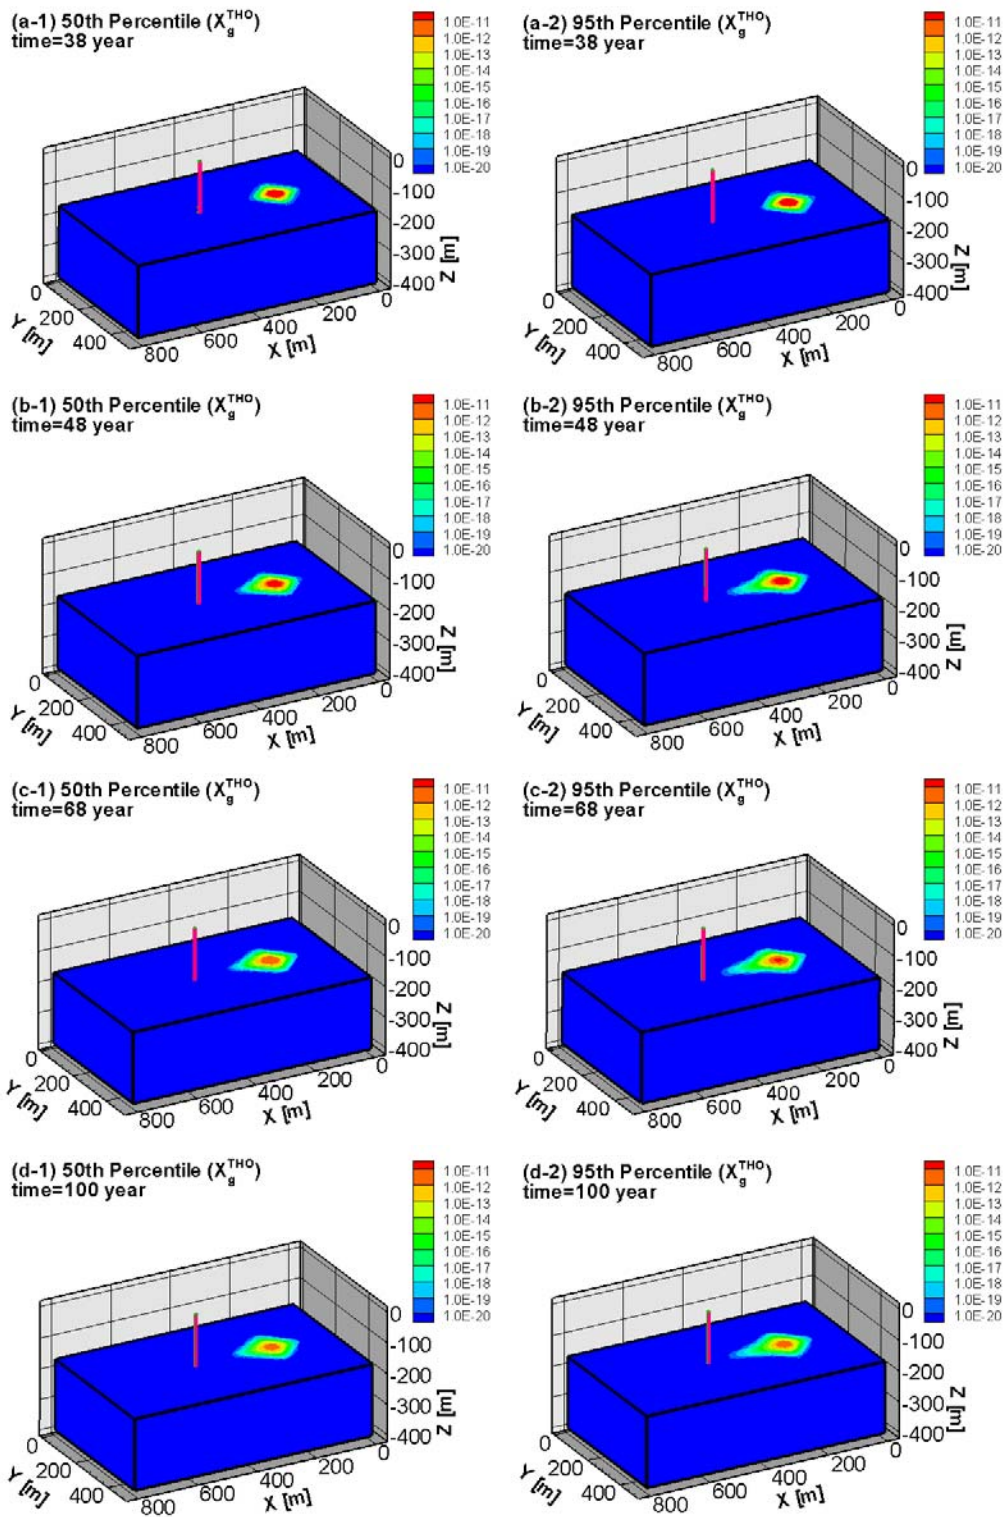 (a-1) 50th Percentile (X_g^THO)
time=38 year
1.0E-11
1.0E-12
1.0E-13
1.0E-14
1.0E-15
1.0E-16
1.0E-17
1.0E-18
1.0E-19
1.0E-20
0
-100
-200
-300
-400
Z [m]
0
200
400
Y [m]
800
600
400
200
0
X [m]
(a-2) 95th Percentile (X_g^THO)
time=38 year
1.0E-11
1.0E-12
1.0E-13
1.0E-14
1.0E-15
1.0E-16
1.0E-17
1.0E-18
1.0E-19
1.0E-20
0
-100
-200
-300
-400
Z [m]
0
200
400
Y [m]
800
600
400
200
0
X [m]
(b-1) 50th Percentile (X_g^THO)
time=48 year
1.0E-11
1.0E-12
1.0E-13
1.0E-14
1.0E-15
1.0E-16
1.0E-17
1.0E-18
1.0E-19
1.0E-20
0
-100
-200
-300
-400
Z [m]
0
200
400
Y [m]
800
600
400
200
0
X [m]
(b-2) 95th Percentile (X_g^THO)
time=48 year
1.0E-11
1.0E-12
1.0E-13
1.0E-14
1.0E-15
1.0E-16
1.0E-17
1.0E-18
1.0E-19
1.0E-20
0
-100
-200
-300
-400
Z [m]
0
200
400
Y [m]
800
600
400
200
0
X [m]
(c-1) 50th Percentile (X_g^THO)
time=68 year
1.0E-11
1.0E-12
1.0E-13
1.0E-14
1.0E-15
1.0E-16
1.0E-17
1.0E-18
1.0E-19
1.0E-20
0
-100
-200
-300
-400
Z [m]
0
200
400
Y [m]
800
600
400
200
0
X [m]
(c-2) 95th Percentile (X_g^THO)
time=68 year
1.0E-11
1.0E-12
1.0E-13
1.0E-14
1.0E-15
1.0E-16
1.0E-17
1.0E-18
1.0E-19
1.0E-20
0
-100
-200
-300
-400
Z [m]
0
200
400
Y [m]
800
600
400
200
0
X [m]
(d-1) 50th Percentile (X_g^THO)
time=100 year
1.0E-11
1.0E-12
1.0E-13
1.0E-14
1.0E-15
1.0E-16
1.0E-17
1.0E-18
1.0E-19
1.0E-20
0
-100
-200
-300
-400
Z [m]
0
200
400
Y [m]
800
600
400
200
0
X [m]
(d-2) 95th Percentile (X_g^THO)
time=100 year
1.0E-11
1.0E-12
1.0E-13
1.0E-14
1.0E-15
1.0E-16
1.0E-17
1.0E-18
1.0E-19
1.0E-20
0
-100
-200
-300
-400
Z [m]
0
200
400
Y [m]
800
600
400
200
0
X [m]